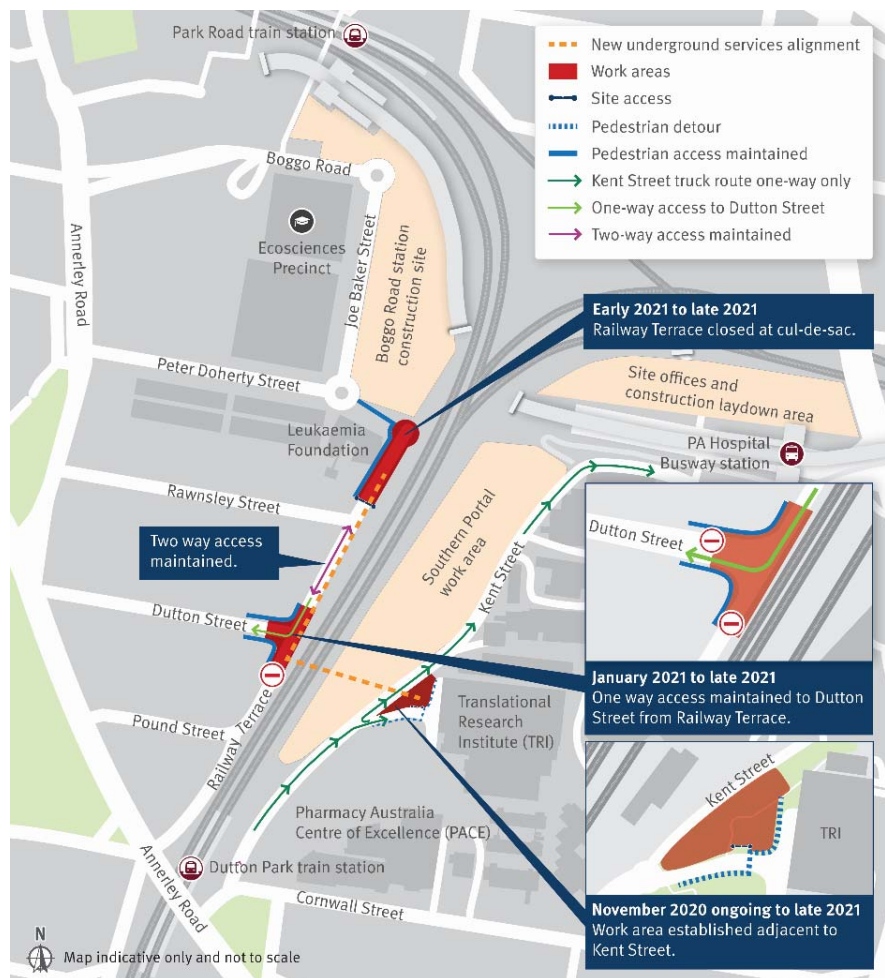 Park Road train station
New underground services alignment
Work areas
Site access
Pedestrian detour
Pedestrian access maintained
Kent Street truck route one-way only
One-way access to Dutton Street
Two-way access maintained
Boggo Road
Annerley Road
Ecosciences
Precinct
Joe Baker Street
Boggo Road station
construction site
Early 2021 to late 2021
Railway Terrace closed at cul-de-sac.
Peter Doherty Street
Site offices and
construction laydown area
Leukaemia
Foundation
PA Hospital
Busway station
Rawnsley Street
Two way access
maintained.
Southern Portal
work area
Kent Street
Dutton Street
Dutton Street
January 2021 to late 2021
One way access maintained to Dutton
Street from Railway Terrace.
Pound Street
Railway Terrace
Translational
Research
Institute (TRI)
Pharmacy Australia
Centre of Excellence (PACE)
Kent Street
TRI
Dutton Park train station
Annerley Road
Cornwall Street
November 2020 ongoing to late 2021
Work area established adjacent to
Kent Street.
N
Map indicative only and not to scale